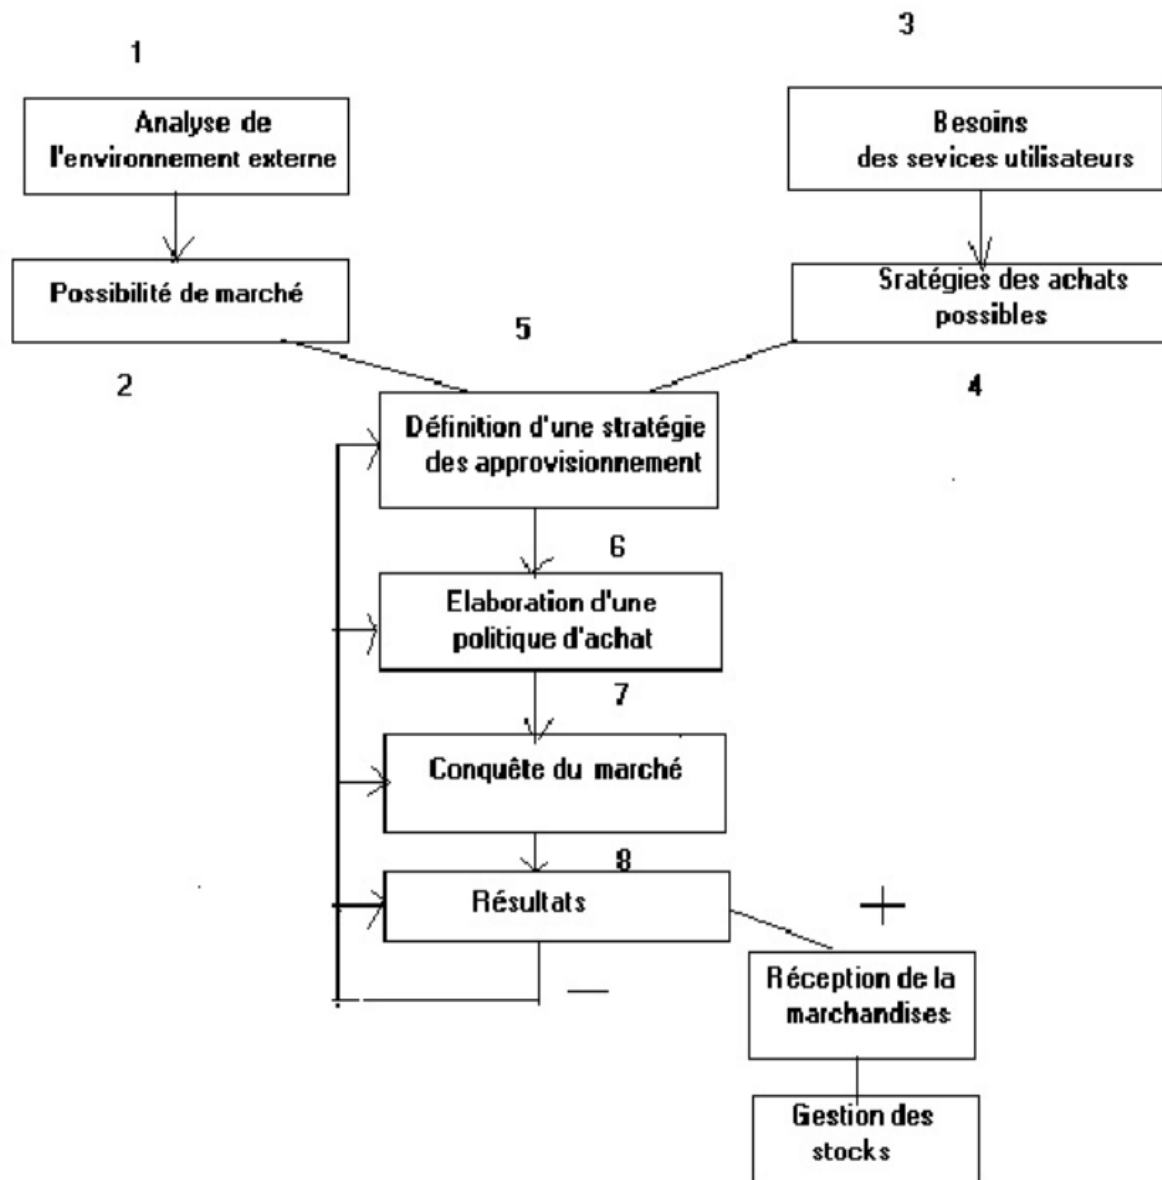 1
3
Analyse de
l'environnement externe
Besoins
des sevices utilisateurs
Possibilité de marché
Sratégies des achats
possibles
5
2
4
Définition d'une stratégie
des approvisionnement
6
Elaboration d'une
politique d'achat
7
Conquête du marché
8
Résultats
+
—
Réception de la
marchandises
Gestion des
stocks